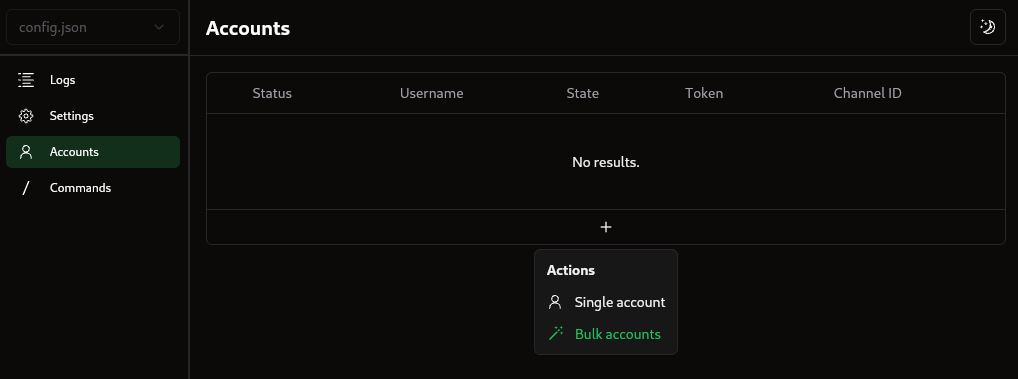 config.json
Accounts
Logs
Settings
Accounts
Commands
Status Username State Token Channel ID
No results.
Actions
Single account
Bulk accounts